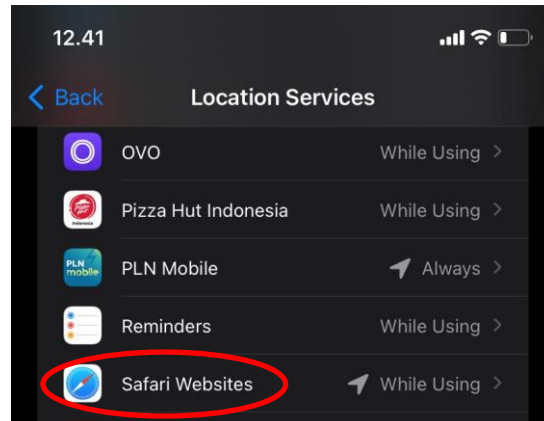 12.41
Back Location Services
OVO While Using
Pizza Hut Indonesia While Using
PLN mobile PLN Mobile Always
Reminders While Using
Safari Websites While Using